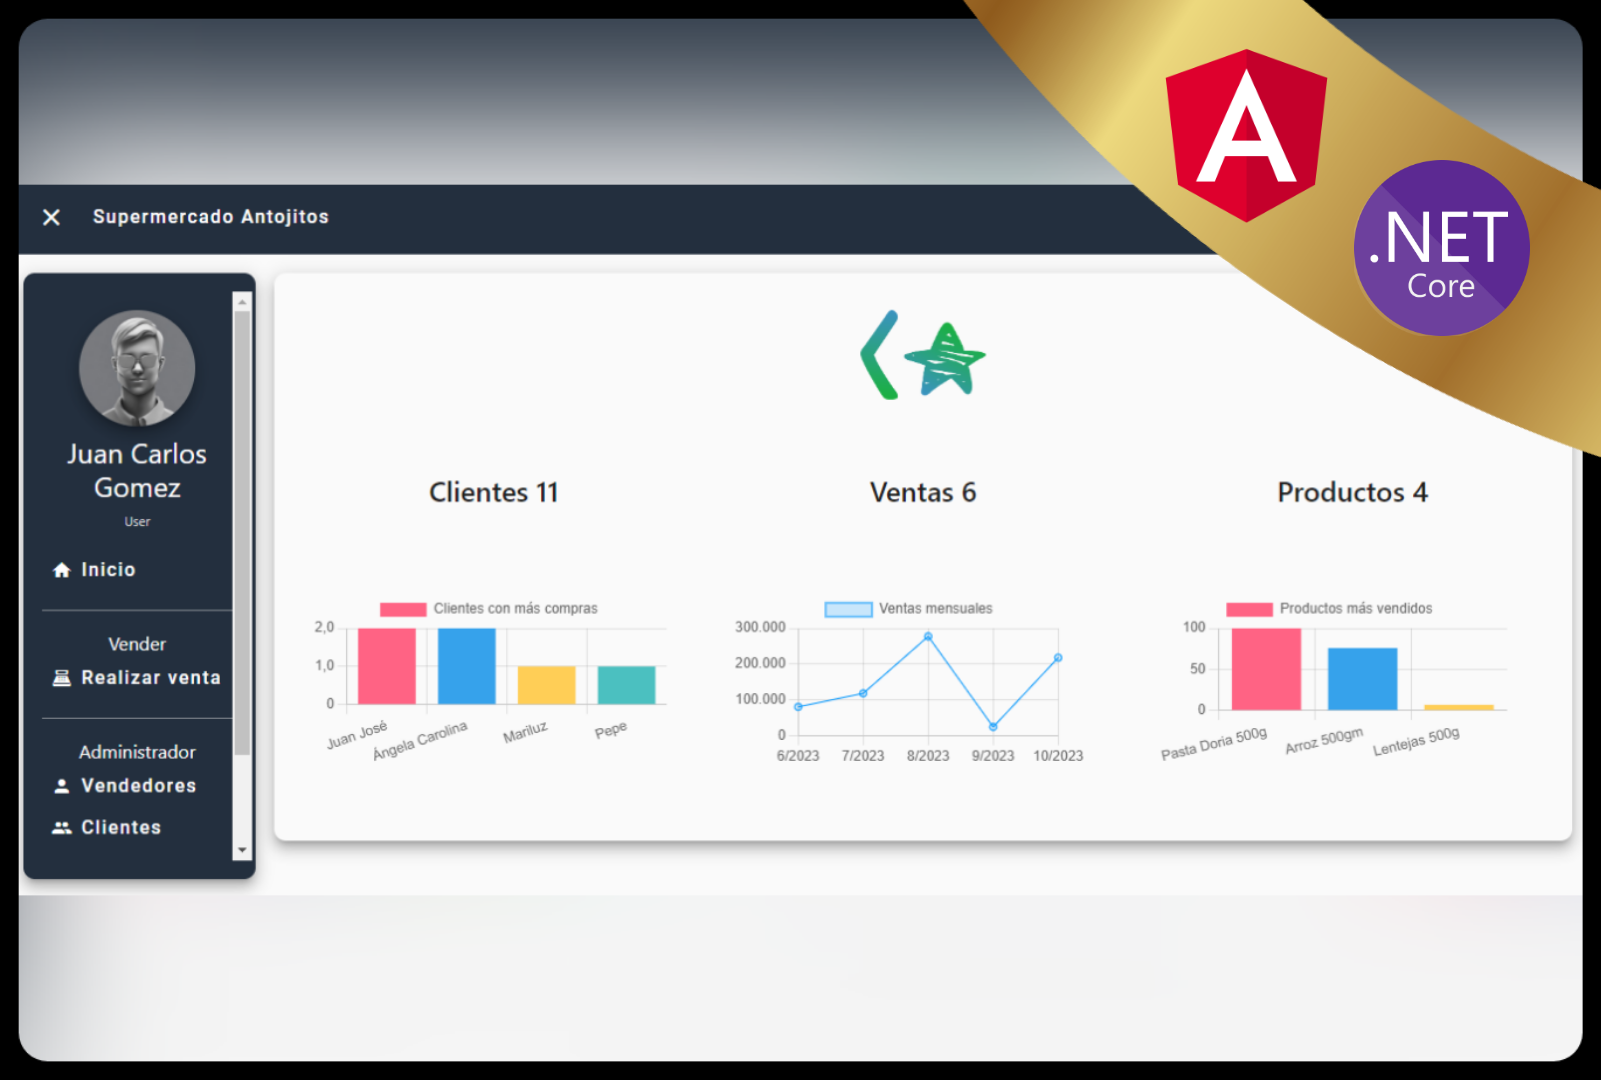 A
.NET
Core
Supermercado Antojitos
Juan Carlos
Gomez
User
Inicio
Vender
Realizar venta
Administrador
Vendedores
Clientes
Clientes 11
Clientes con más compras
2,0
1,0
0
Juan José
Ángela Carolina
Mariluz
Pepe
Ventas 6
Ventas mensuales
300.000
200.000
100.000
0
6/2023
7/2023
8/2023
9/2023
10/2023
Productos 4
Productos más vendidos
100
50
0
Pasta Doria 500g
Arroz 500gm
Lentejas 500g